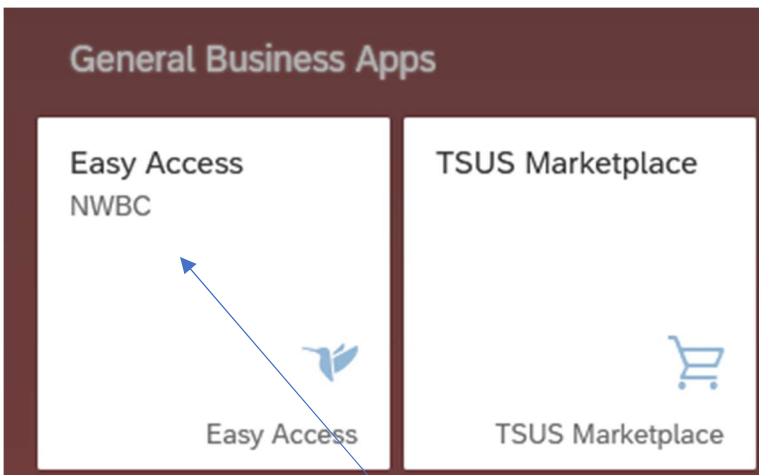 General Business Apps
Easy Access
NWBC
Easy Access
TSUS Marketplace
TSUS Marketplace